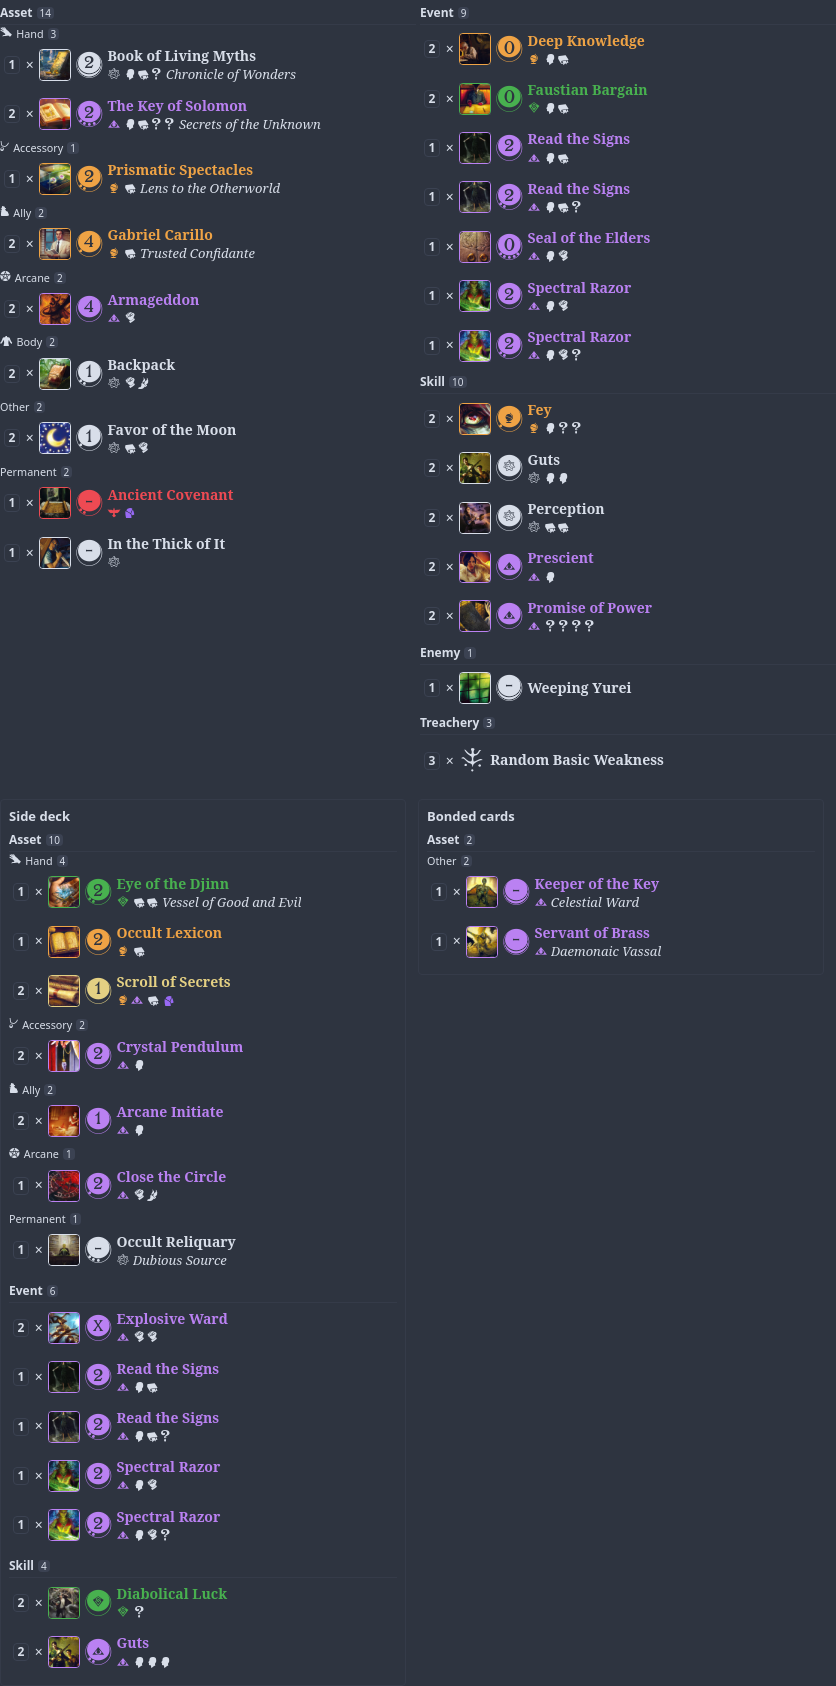 Asset 14
Hand 3
1 × 2 Book of Living Myths
? Chronicle of Wonders
2 × 2 The Key of Solomon
? ? Secrets of the Unknown
Accessory 1
1 × 2 Prismatic Spectacles
Lens to the Otherworld
Ally 2
2 × 4 Gabriel Carillo
Trusted Confidante
Arcane 2
2 × 4 Armageddon
Body 2
2 × 1 Backpack
Other 2
2 × 1 Favor of the Moon
Permanent 2
1 × – Ancient Covenant
1 × – In the Thick of It
Event 9
2 × 0 Deep Knowledge
2 × 0 Faustian Bargain
1 × 2 Read the Signs
1 × 2 Read the Signs
?
1 × 0 Seal of the Elders
1 × 2 Spectral Razor
1 × 2 Spectral Razor
?
Skill 10
2 × Fey
? ?
2 × Guts
2 × Perception
2 × Prescient
2 × Promise of Power
? ? ? ?
Enemy 1
1 × – Weeping Yurei
Treachery 3
3 × Random Basic Weakness
Side deck
Asset 10
Hand 4
1 × 2 Eye of the Djinn
Vessel of Good and Evil
1 × 2 Occult Lexicon
2 × 1 Scroll of Secrets
Accessory 2
2 × 2 Crystal Pendulum
Ally 2
2 × 1 Arcane Initiate
Arcane 1
1 × 2 Close the Circle
Permanent 1
1 × – Occult Reliquary
Dubious Source
Event 6
2 × X Explosive Ward
1 × 2 Read the Signs
1 × 2 Read the Signs
?
1 × 2 Spectral Razor
1 × 2 Spectral Razor
?
Skill 4
2 × Diabolical Luck
?
2 × Guts
Bonded cards
Asset 2
Other 2
1 × – Keeper of the Key
Celestial Ward
1 × – Servant of Brass
Daemonaic Vassal